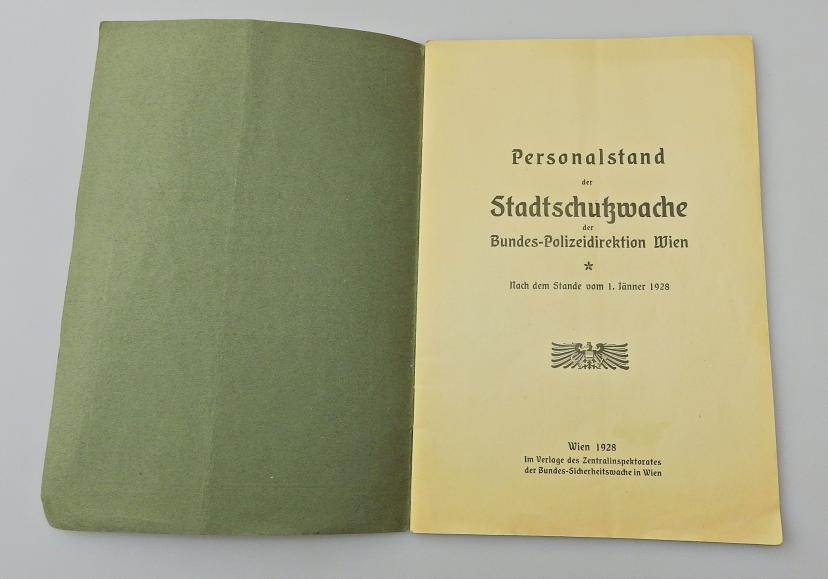 Personalstand
der
Stadtschutzwache
der
Bundes-Polizeidirektion Wien
*
Nach dem Stande vom 1. Jänner 1928
Wien 1928
Im Verlage des Zentralinspektorates
der Bundes-Sicherheitswache in Wien